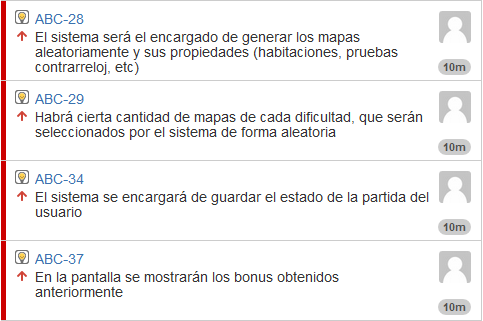 ABC-28
El sistema será el encargado de generar los mapas
aleatoriamente y sus propiedades (habitaciones, pruebas
contrarreloj, etc)
10m
ABC-29
Habrá cierta cantidad de mapas de cada dificultad, que serán
seleccionados por el sistema de forma aleatoria
10m
ABC-34
El sistema se encargará de guardar el estado de la partida del
usuario
10m
ABC-37
En la pantalla se mostrarán los bonus obtenidos
anteriormente
10m